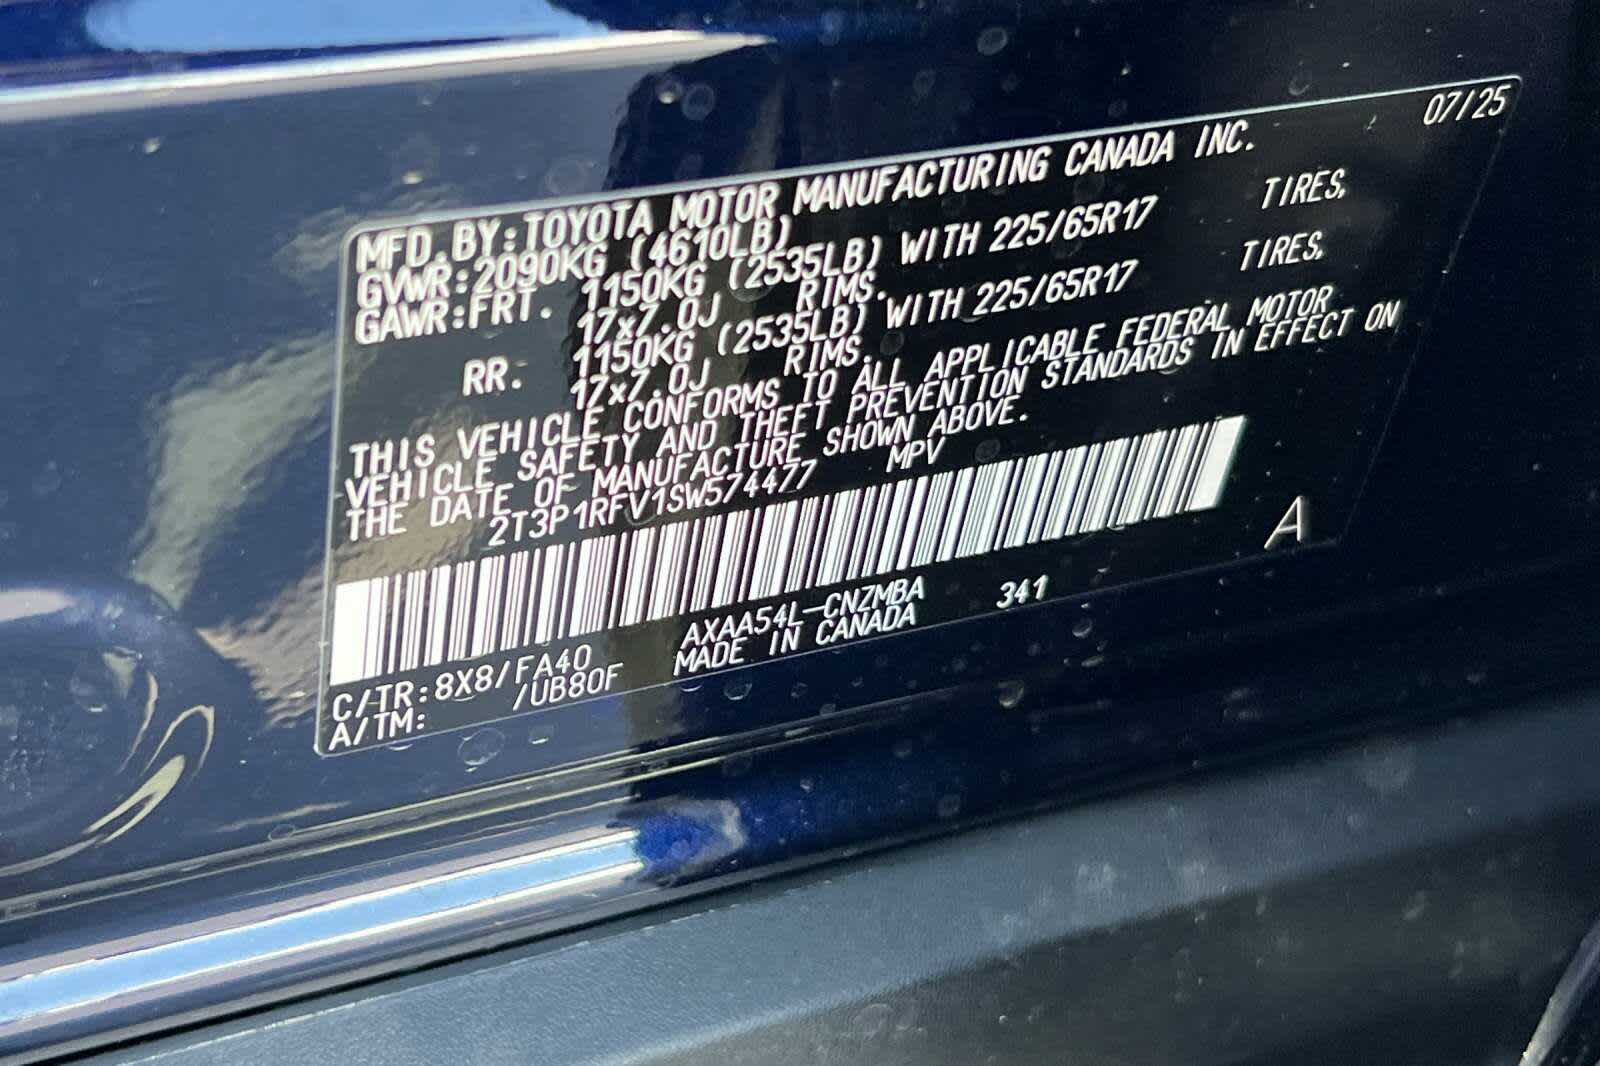 07/25
MFD.BY:TOYOTA MOTOR MANUFACTURING CANADA INC.
GVWR:2090KG (4610LB)
GAWR:FRT. 1150KG (2535LB) WITH 225/65R17 TIRES,
17x7.0J RIMS.
RR. 1150KG (2535LB) WITH 225/65R17 TIRES,
17x7.0J RIMS.
THIS VEHICLE CONFORMS TO ALL APPLICABLE FEDERAL MOTOR
VEHICLE SAFETY AND THEFT PREVENTION STANDARDS IN EFFECT ON
THE DATE OF MANUFACTURE SHOWN ABOVE.
2T3P1RFV1SW574477 MPV
A
AXAA54L-CNZMBA 341
C/TR:8X8/FA40 MADE IN CANADA
A/TM: /UB80F